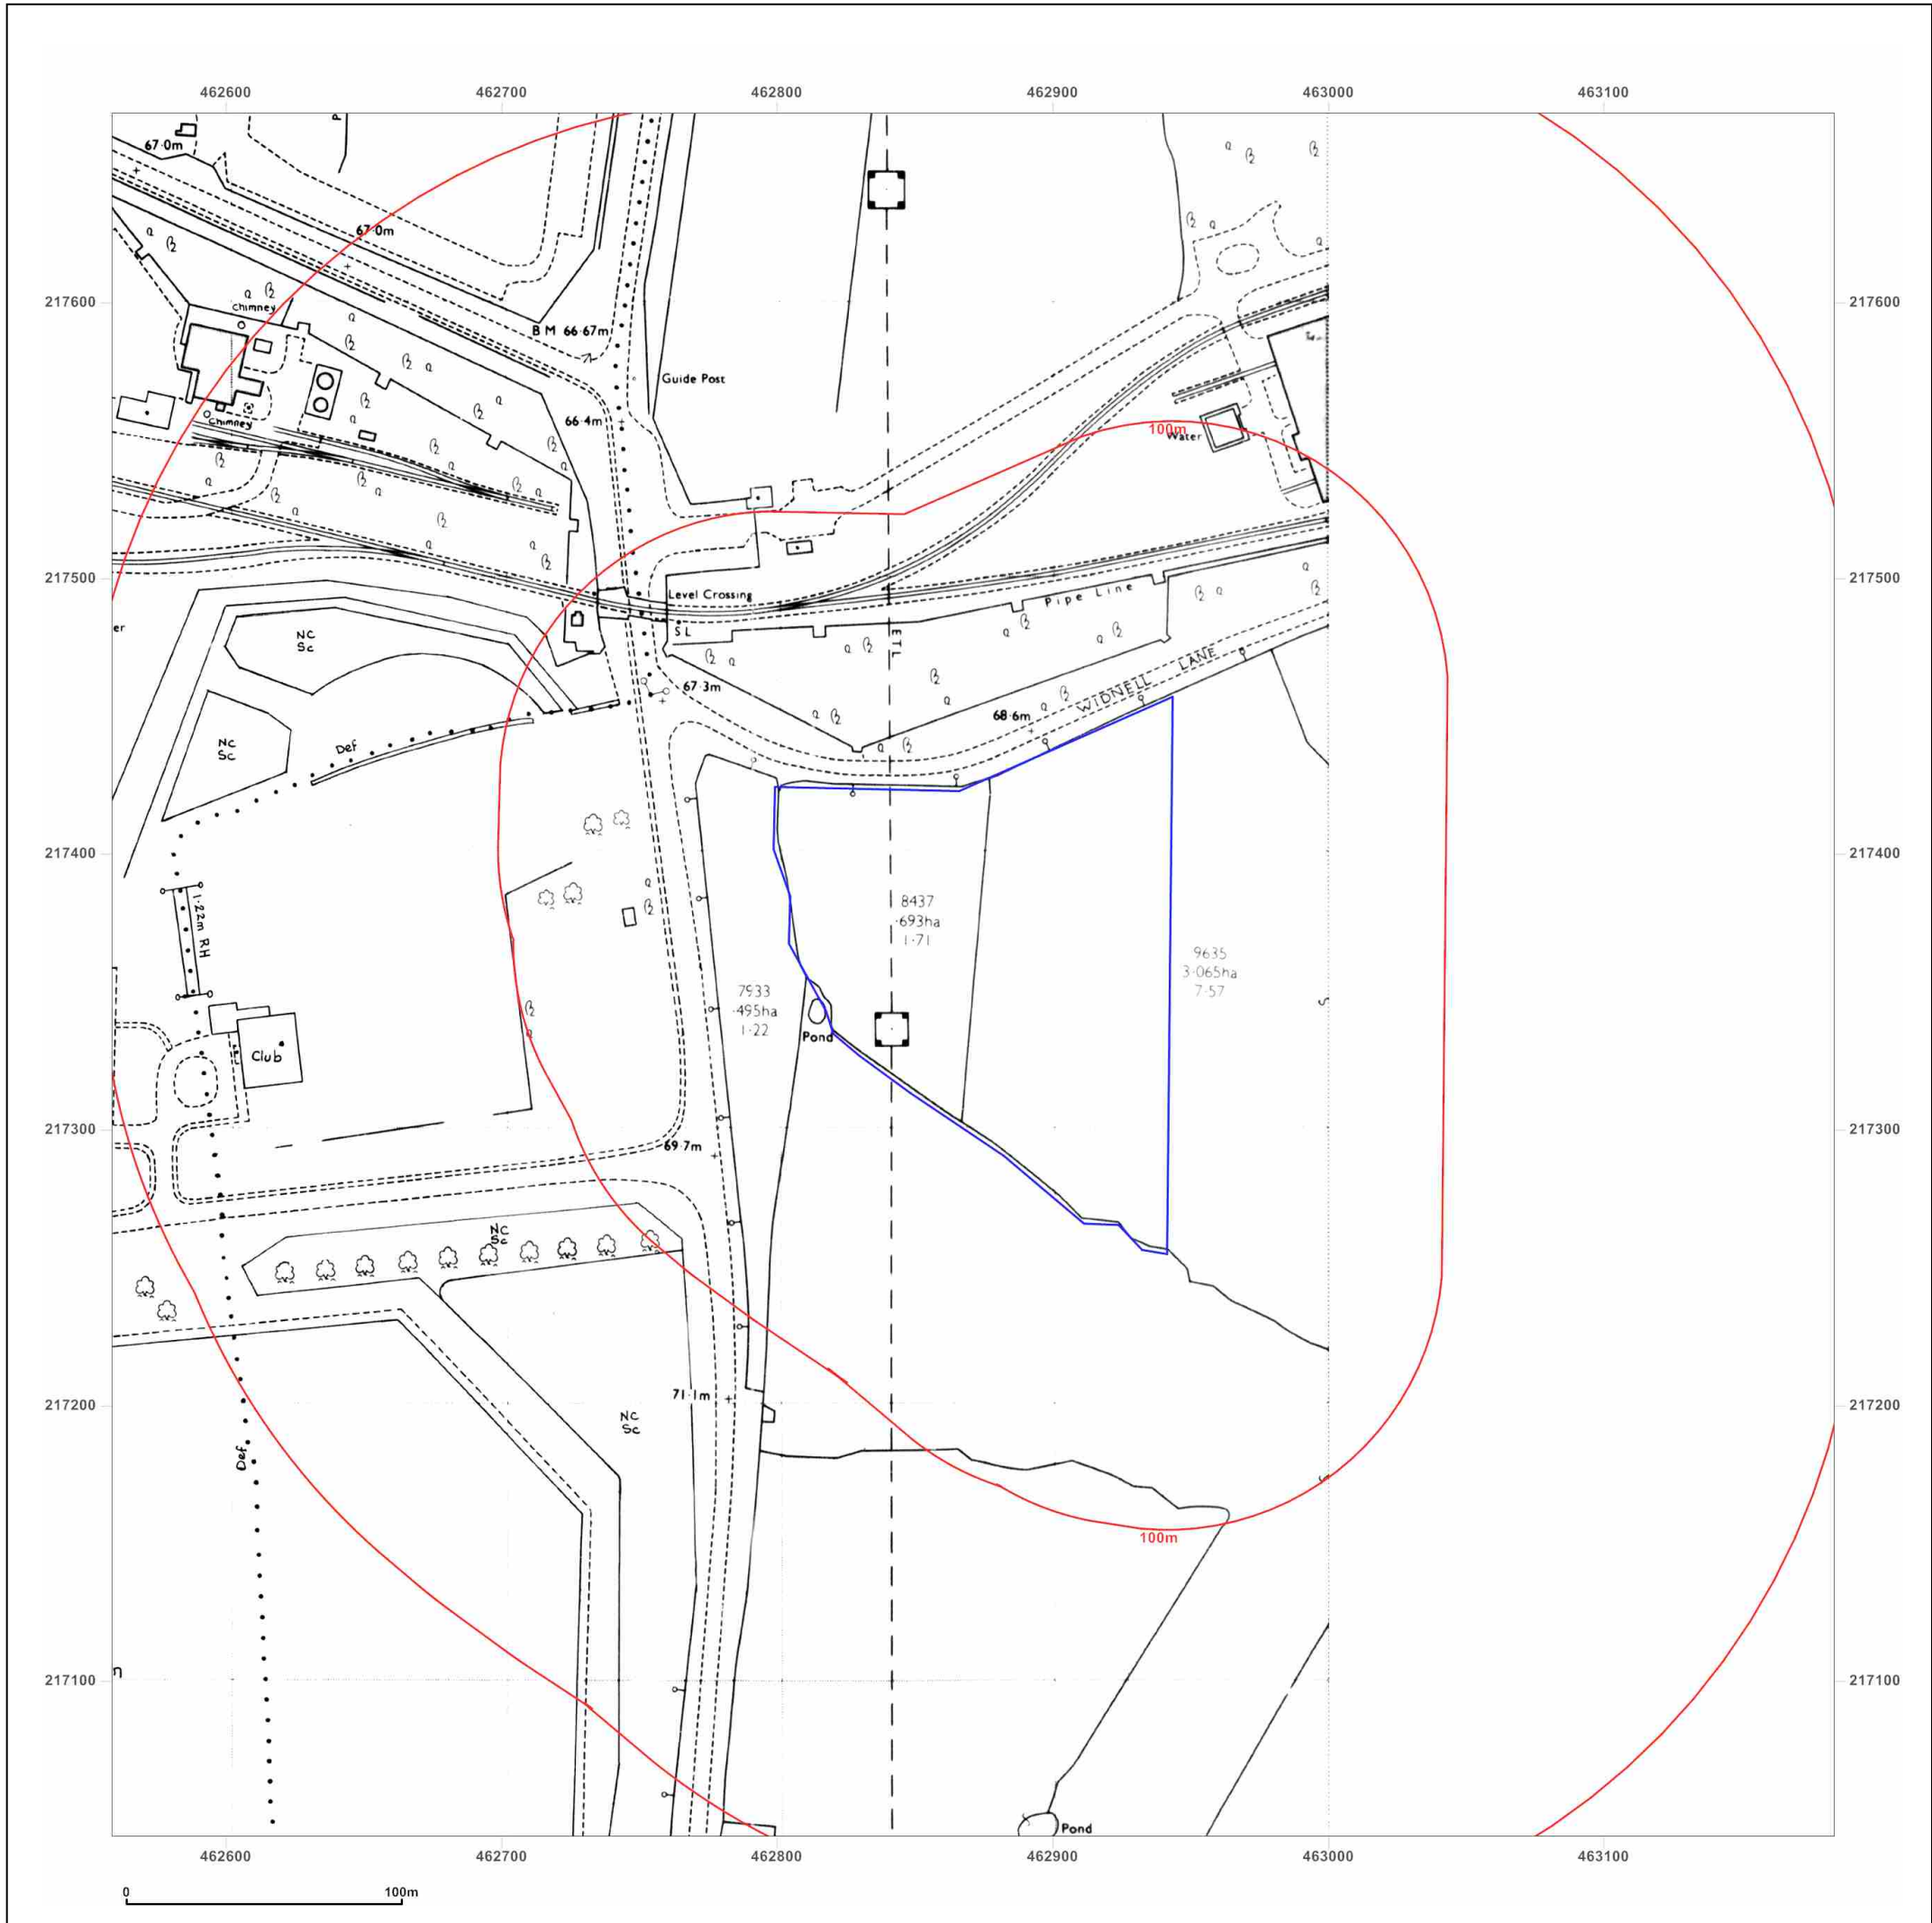 462600
462700
462800
462900
463000
463100
67·0m
P
67·0m
217600
217600
chimney
BM 66·67m
Guide Post
66·4m
Chimney
100m
Water
217500
217500
Level Crossing
Pipe Line
er
NC
Sc
SL
ETL
WIDNELL LANE
67·3m
68·6m
NC
Sc
Def
217400
217400
1·22m RH
8437
·693ha
1·71
9635
3·065ha
7·57
7933
·495ha
1·22
S
Pond
Club
217300
217300
69·7m
NC
Sc
71·1m
217200
217200
NC
Sc
Def
S
100m
n
217100
217100
Pond
462600
462700
462800
462900
463000
463100
0
100m